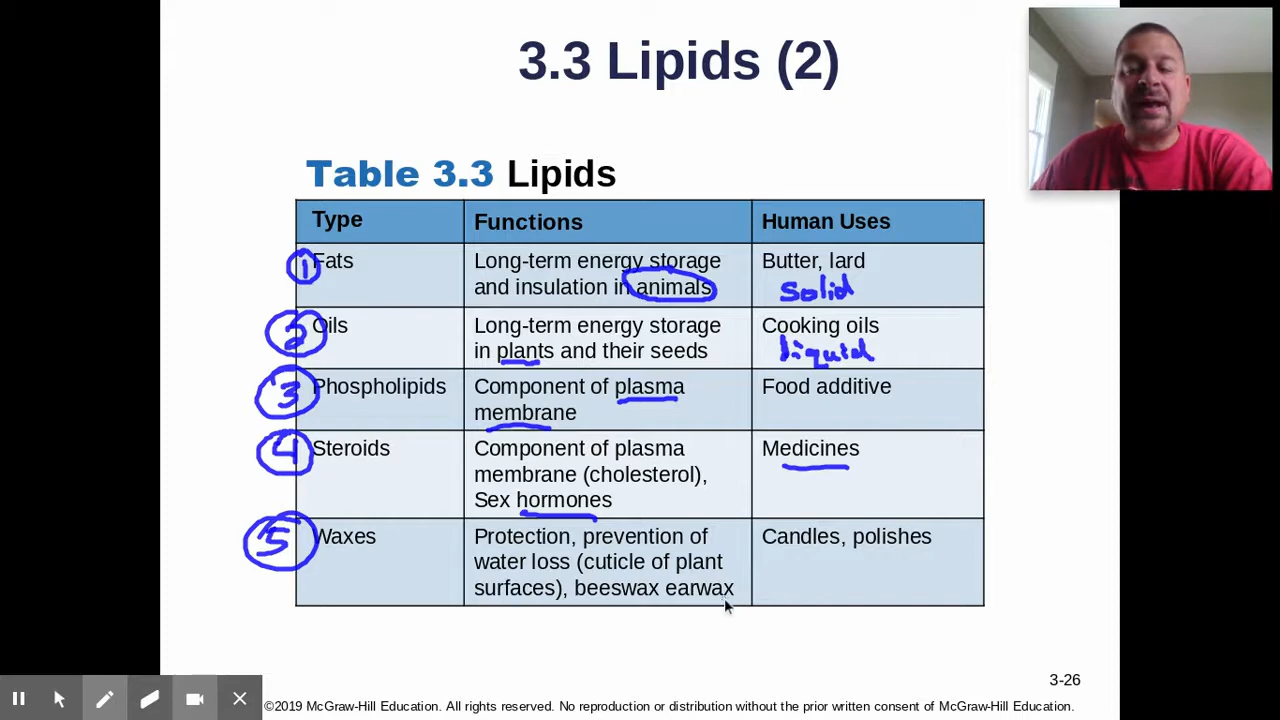 3.3 Lipids (2)
Table 3.3 Lipids
Type Functions Human Uses
1 Fats Long-term energy storage Butter, lard
and insulation in animals solid
2 Oils Long-term energy storage Cooking oils
in plants and their seeds liquid
3 Phospholipids Component of plasma Food additive
membrane
4 Steroids Component of plasma Medicines
membrane (cholesterol),
Sex hormones
5 Waxes Protection, prevention of Candles, polishes
water loss (cuticle of plant
surfaces), beeswax earwax
3-26
©2019 McGraw-Hill Education. All rights reserved. No reproduction or distribution without the prior written consent of McGraw-Hill Education.